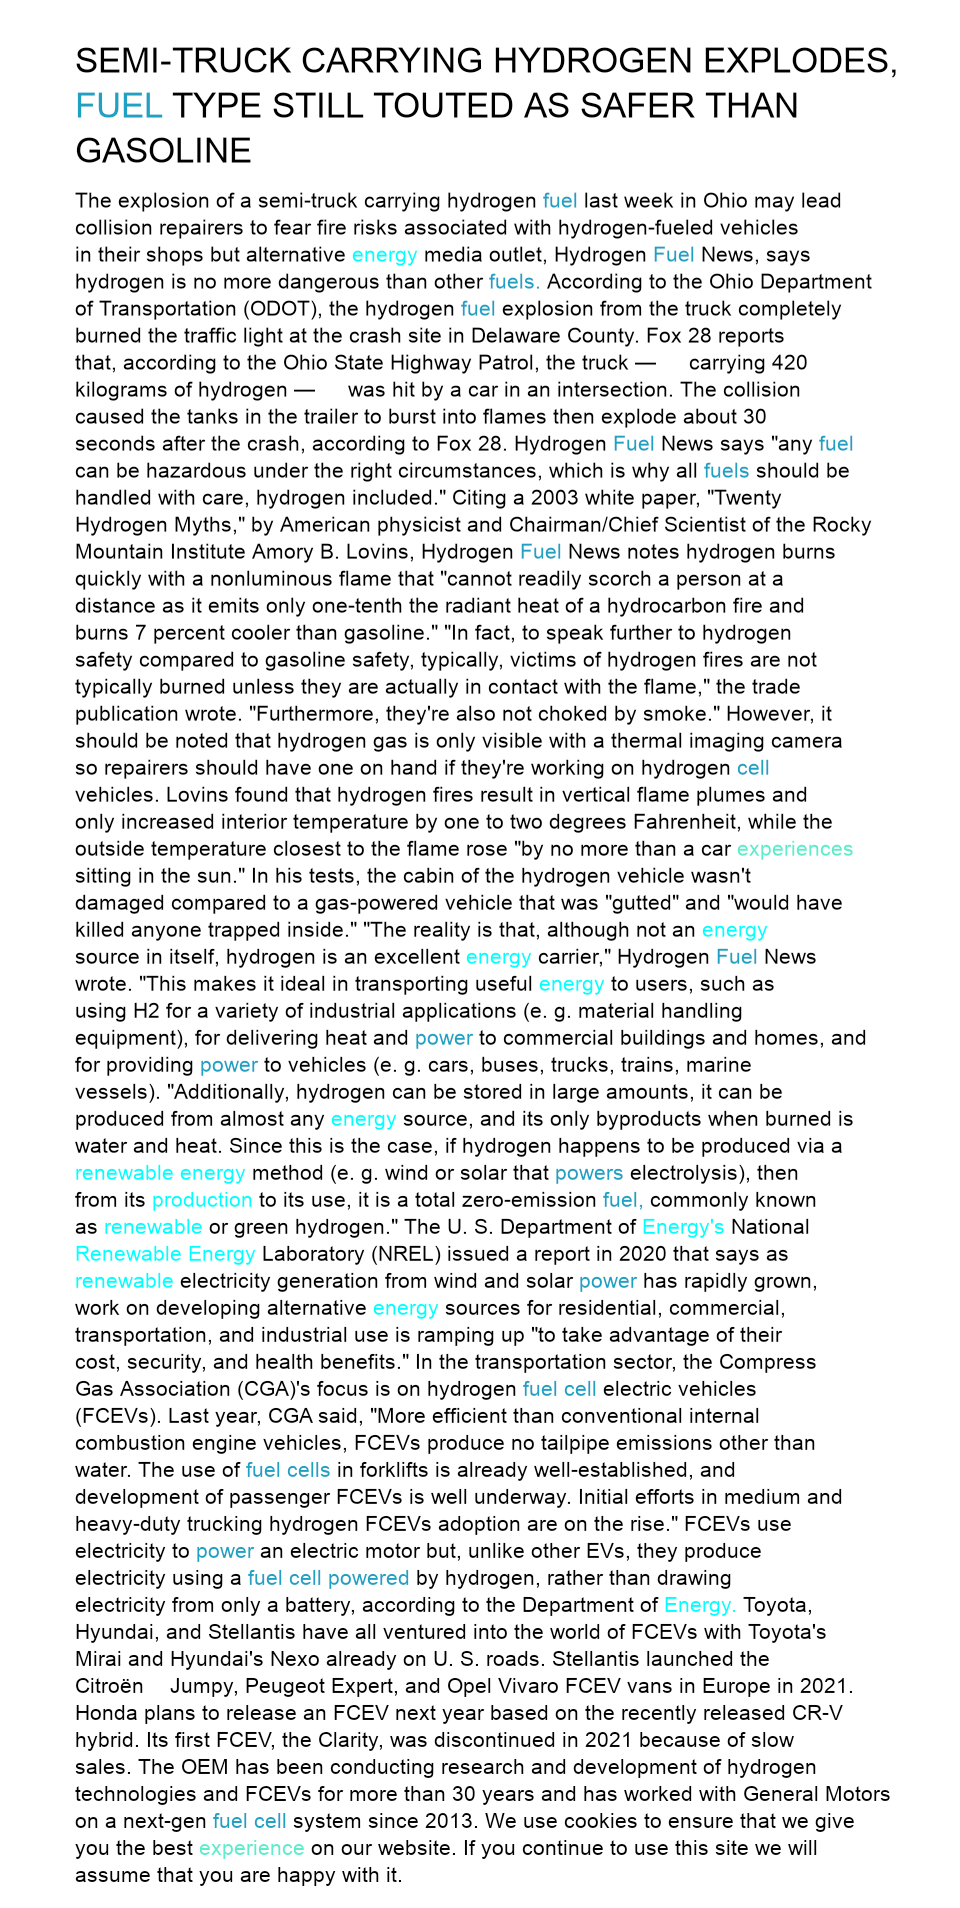 SEMI-TRUCK CARRYING HYDROGEN EXPLODES,
FUEL TYPE STILL TOUTED AS SAFER THAN
GASOLINE
The explosion of a semi-truck carrying hydrogen fuel last week in Ohio may lead
collision repairers to fear fire risks associated with hydrogen-fueled vehicles
in their shops but alternative energy media outlet, Hydrogen Fuel News, says
hydrogen is no more dangerous than other fuels. According to the Ohio Department
of Transportation (ODOT), the hydrogen fuel explosion from the truck completely
burned the traffic light at the crash site in Delaware County. Fox 28 reports
that, according to the Ohio State Highway Patrol, the truck — carrying 420
kilograms of hydrogen — was hit by a car in an intersection. The collision
caused the tanks in the trailer to burst into flames then explode about 30
seconds after the crash, according to Fox 28. Hydrogen Fuel News says "any fuel
can be hazardous under the right circumstances, which is why all fuels should be
handled with care, hydrogen included." Citing a 2003 white paper, "Twenty
Hydrogen Myths," by American physicist and Chairman/Chief Scientist of the Rocky
Mountain Institute Amory B. Lovins, Hydrogen Fuel News notes hydrogen burns
quickly with a nonluminous flame that "cannot readily scorch a person at a
distance as it emits only one-tenth the radiant heat of a hydrocarbon fire and
burns 7 percent cooler than gasoline." "In fact, to speak further to hydrogen
safety compared to gasoline safety, typically, victims of hydrogen fires are not
typically burned unless they are actually in contact with the flame," the trade
publication wrote. "Furthermore, they're also not choked by smoke." However, it
should be noted that hydrogen gas is only visible with a thermal imaging camera
so repairers should have one on hand if they're working on hydrogen cell
vehicles. Lovins found that hydrogen fires result in vertical flame plumes and
only increased interior temperature by one to two degrees Fahrenheit, while the
outside temperature closest to the flame rose "by no more than a car experiences
sitting in the sun." In his tests, the cabin of the hydrogen vehicle wasn't
damaged compared to a gas-powered vehicle that was "gutted" and "would have
killed anyone trapped inside." "The reality is that, although not an energy
source in itself, hydrogen is an excellent energy carrier," Hydrogen Fuel News
wrote. "This makes it ideal in transporting useful energy to users, such as
using H2 for a variety of industrial applications (e. g. material handling
equipment), for delivering heat and power to commercial buildings and homes, and
for providing power to vehicles (e. g. cars, buses, trucks, trains, marine
vessels). "Additionally, hydrogen can be stored in large amounts, it can be
produced from almost any energy source, and its only byproducts when burned is
water and heat. Since this is the case, if hydrogen happens to be produced via a
renewable energy method (e. g. wind or solar that powers electrolysis), then
from its production to its use, it is a total zero-emission fuel, commonly known
as renewable or green hydrogen." The U. S. Department of Energy's National
Renewable Energy Laboratory (NREL) issued a report in 2020 that says as
renewable electricity generation from wind and solar power has rapidly grown,
work on developing alternative energy sources for residential, commercial,
transportation, and industrial use is ramping up "to take advantage of their
cost, security, and health benefits." In the transportation sector, the Compress
Gas Association (CGA)'s focus is on hydrogen fuel cell electric vehicles
(FCEVs). Last year, CGA said, "More efficient than conventional internal
combustion engine vehicles, FCEVs produce no tailpipe emissions other than
water. The use of fuel cells in forklifts is already well-established, and
development of passenger FCEVs is well underway. Initial efforts in medium and
heavy-duty trucking hydrogen FCEVs adoption are on the rise." FCEVs use
electricity to power an electric motor but, unlike other EVs, they produce
electricity using a fuel cell powered by hydrogen, rather than drawing
electricity from only a battery, according to the Department of Energy. Toyota,
Hyundai, and Stellantis have all ventured into the world of FCEVs with Toyota's
Mirai and Hyundai's Nexo already on U. S. roads. Stellantis launched the
Citroën Jumpy, Peugeot Expert, and Opel Vivaro FCEV vans in Europe in 2021.
Honda plans to release an FCEV next year based on the recently released CR-V
hybrid. Its first FCEV, the Clarity, was discontinued in 2021 because of slow
sales. The OEM has been conducting research and development of hydrogen
technologies and FCEVs for more than 30 years and has worked with General Motors
on a next-gen fuel cell system since 2013. We use cookies to ensure that we give
you the best experience on our website. If you continue to use this site we will
assume that you are happy with it.